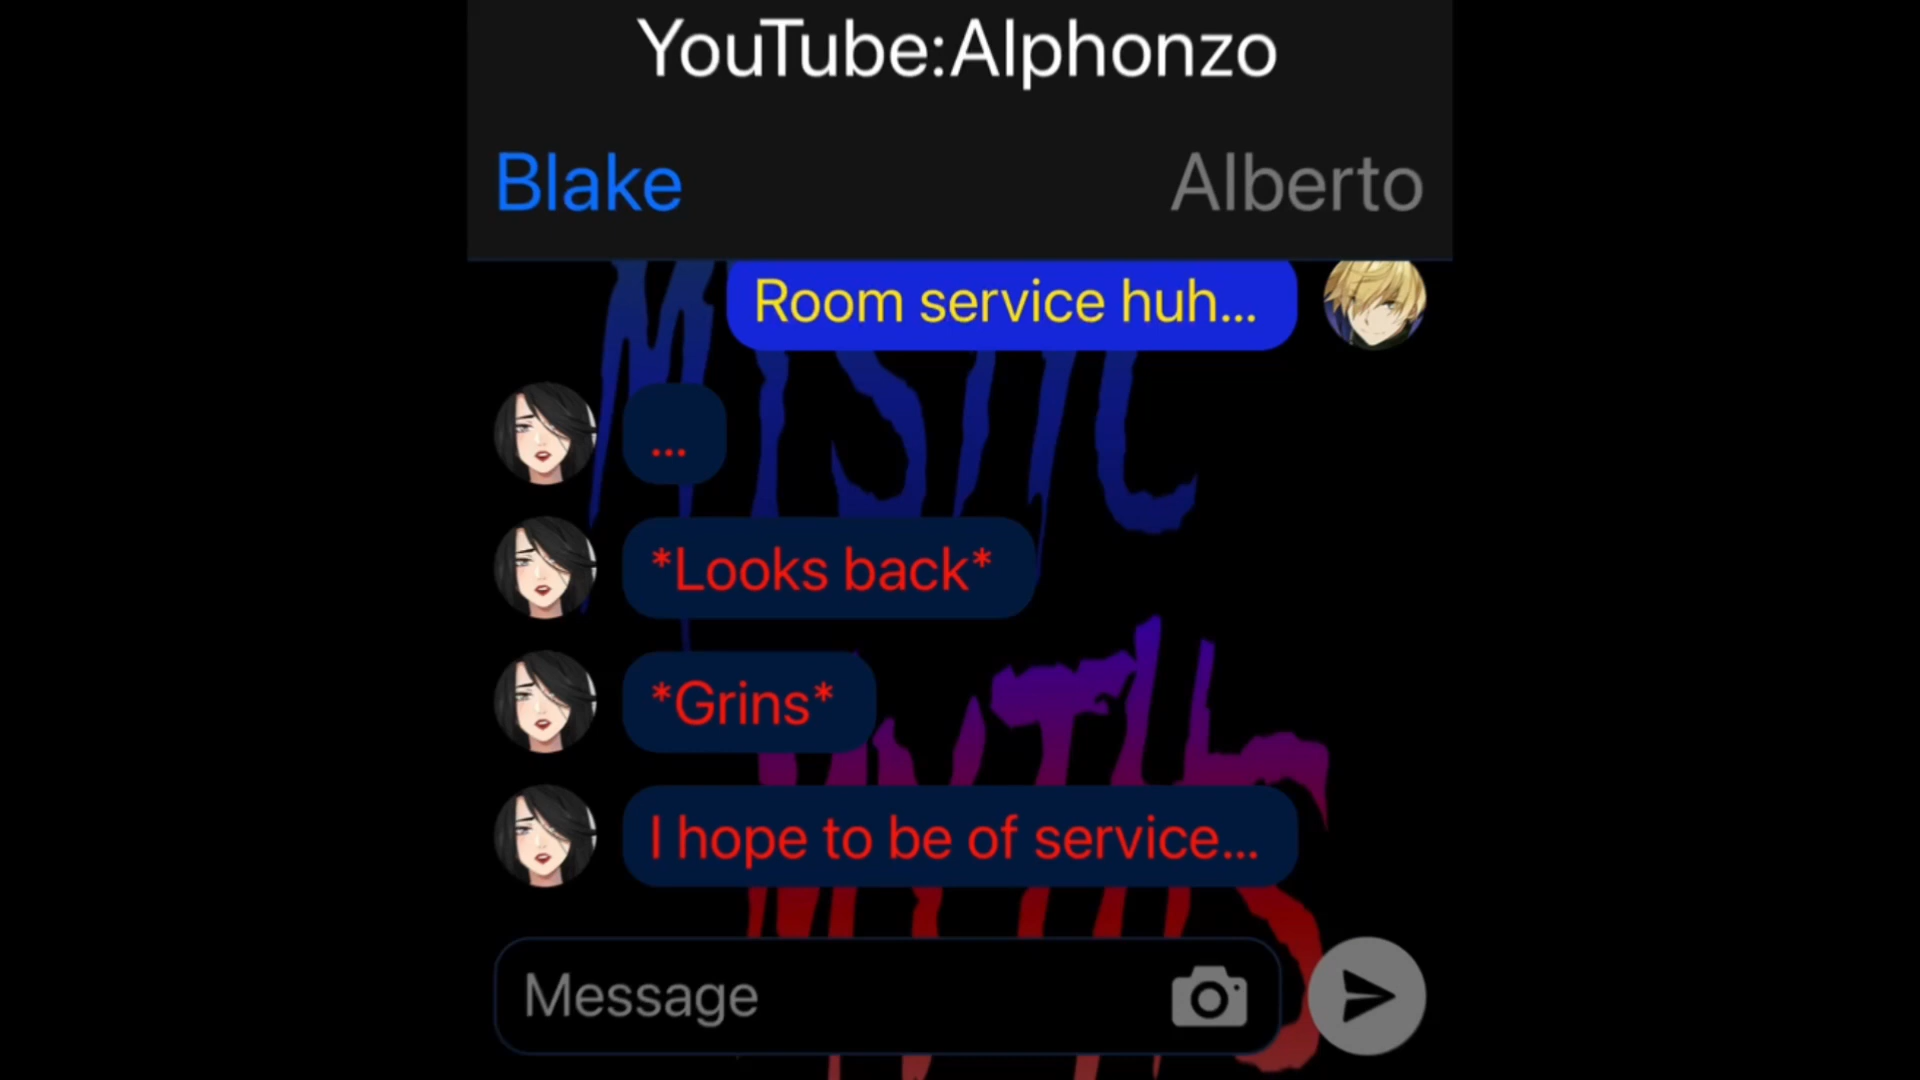 YouTube:Alphonzo
Blake
Alberto
Room service huh...
...
*Looks back*
*Grins*
I hope to be of service...
Message